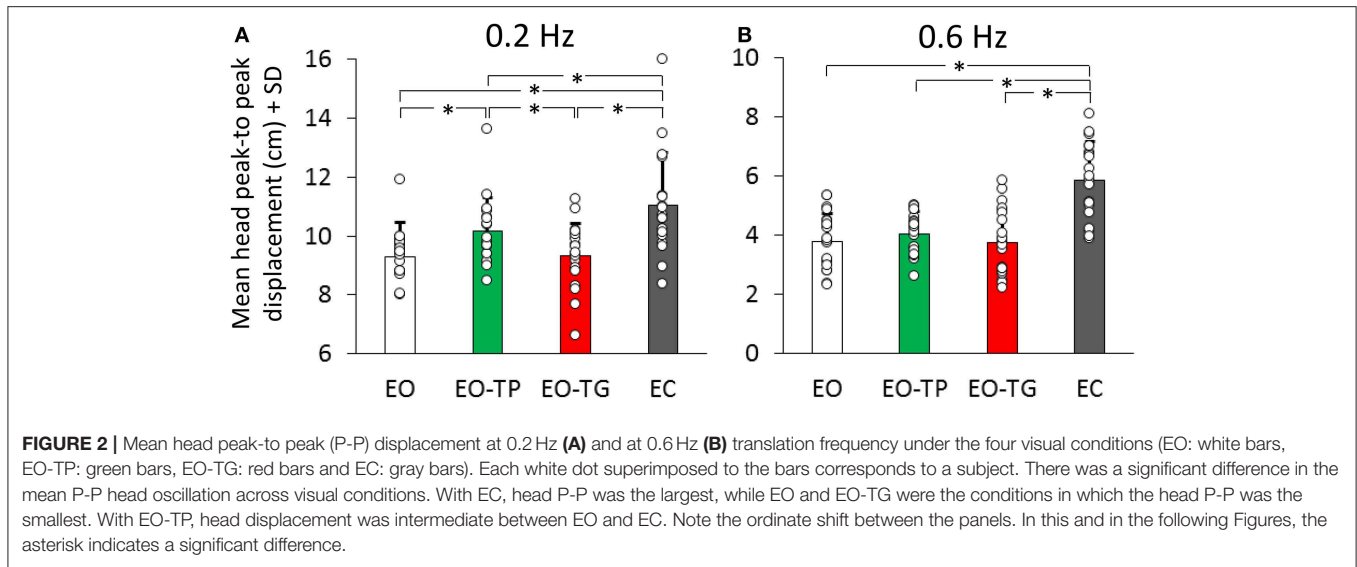 A 0.2 Hz
B 0.6 Hz
Mean head peak-to peak
displacement (cm) + SD
16
14
12
10
8
6
* * * * *
EO EO-TP EO-TG EC
10
8
6
4
2
0
* * *
EO EO-TP EO-TG EC
FIGURE 2 | Mean head peak-to peak (P-P) displacement at 0.2 Hz (A) and at 0.6 Hz (B) translation frequency under the four visual conditions (EO: white bars,
EO-TP: green bars, EO-TG: red bars and EC: gray bars). Each white dot superimposed to the bars corresponds to a subject. There was a significant difference in the
mean P-P head oscillation across visual conditions. With EC, head P-P was the largest, while EO and EO-TG were the conditions in which the head P-P was the
smallest. With EO-TP, head displacement was intermediate between EO and EC. Note the ordinate shift between the panels. In this and in the following Figures, the
asterisk indicates a significant difference.